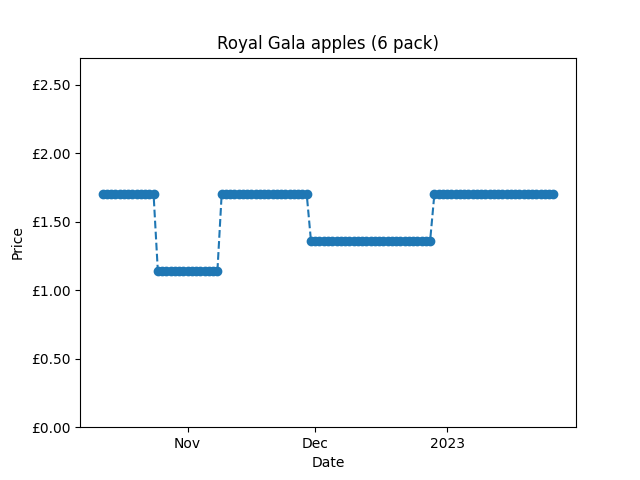 Royal Gala apples (6 pack)
£2.50
£2.00
£1.50
£1.00
£0.50
£0.00
Price
Nov Dec 2023
Date